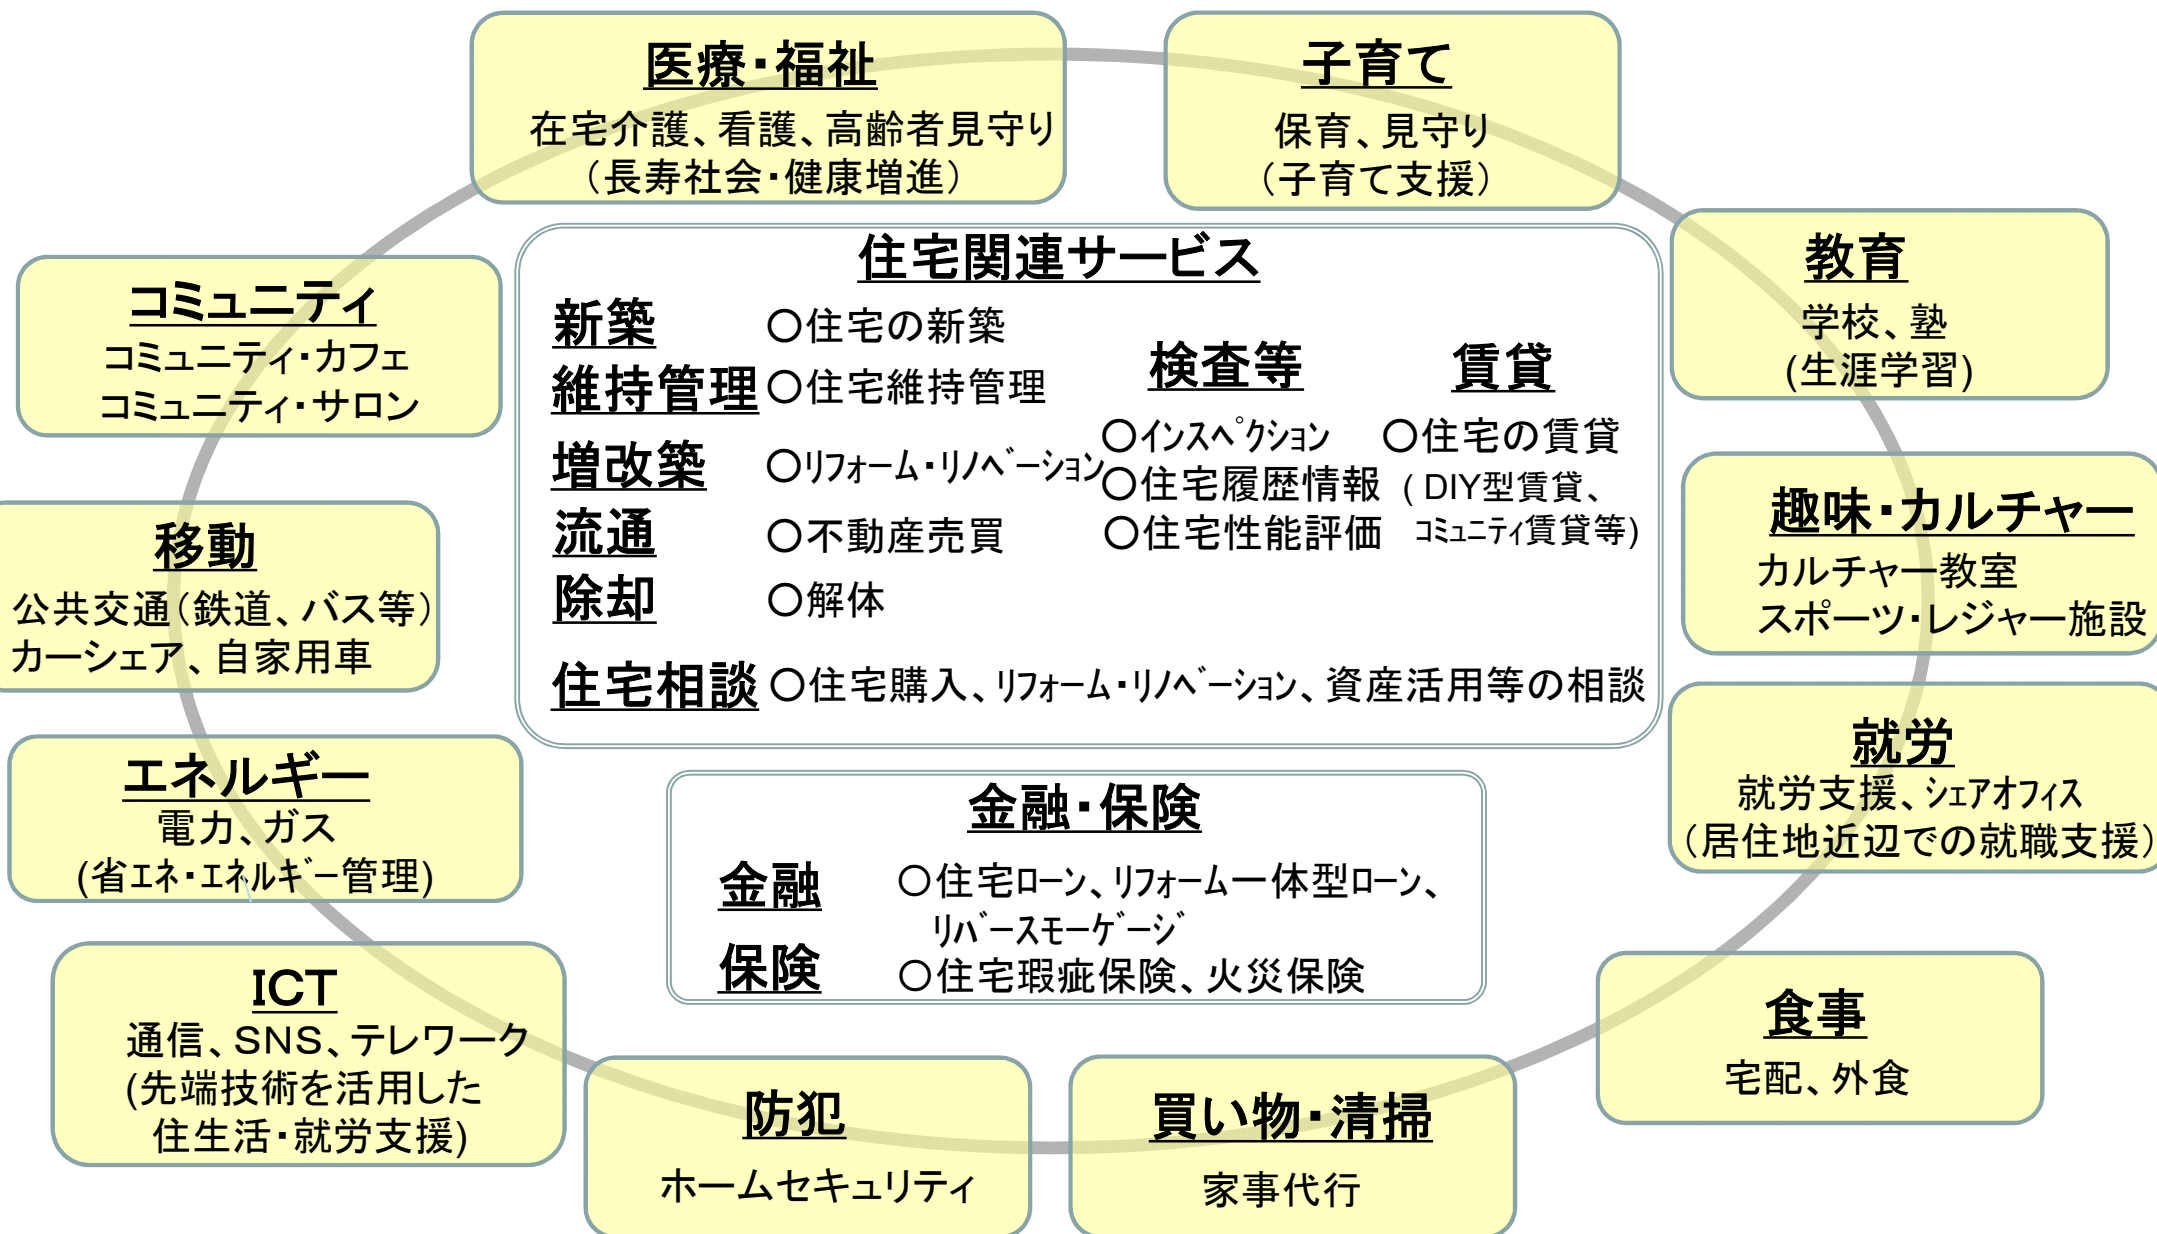 医療・福祉
在宅介護、看護、高齢者見守り
（長寿社会・健康増進）
子育て
保育、見守り
（子育て支援）
教育
学校、塾
(生涯学習)
趣味・カルチャー
カルチャー教室
スポーツ・レジャー施設
就労
就労支援、ｼｪｱオフィス
（居住地近辺での就職支援）
食事
宅配、外食
買い物・清掃
家事代行
防犯
ホームセキュリティ
ICT
通信、SNS、テレワーク
(先端技術を活用した
住生活・就労支援)
エネルギー
電力、ガス
(省ｴﾈ・ｴﾈﾙｷﾞｰ管理)
移動
公共交通（鉄道、バス等）
カーシェア、自家用車
コミュニティ
コミュニティ・カフェ
コミュニティ・サロン
住宅関連サービス
新築 〇住宅の新築
維持管理 〇住宅維持管理
増改築 〇ﾘﾌｫｰﾑ・ﾘﾉﾍﾞｰｼｮﾝ
流通 〇不動産売買
除却 〇解体
検査等
〇ｲﾝｽﾍﾟｸｼｮﾝ
〇住宅履歴情報
〇住宅性能評価
賃貸
〇住宅の賃貸
( DIY型賃貸、
ｺﾐｭﾆﾃｨ賃貸等)
住宅相談 〇住宅購入、ﾘﾌｫｰﾑ・ﾘﾉﾍﾞｰｼｮﾝ、資産活用等の相談
金融・保険
金融 〇住宅ﾛｰﾝ、ﾘﾌｫｰﾑ一体型ﾛｰﾝ、
ﾘﾊﾞｰｽﾓｰｹﾞｰｼﾞ
保険 〇住宅瑕疵保険、火災保険